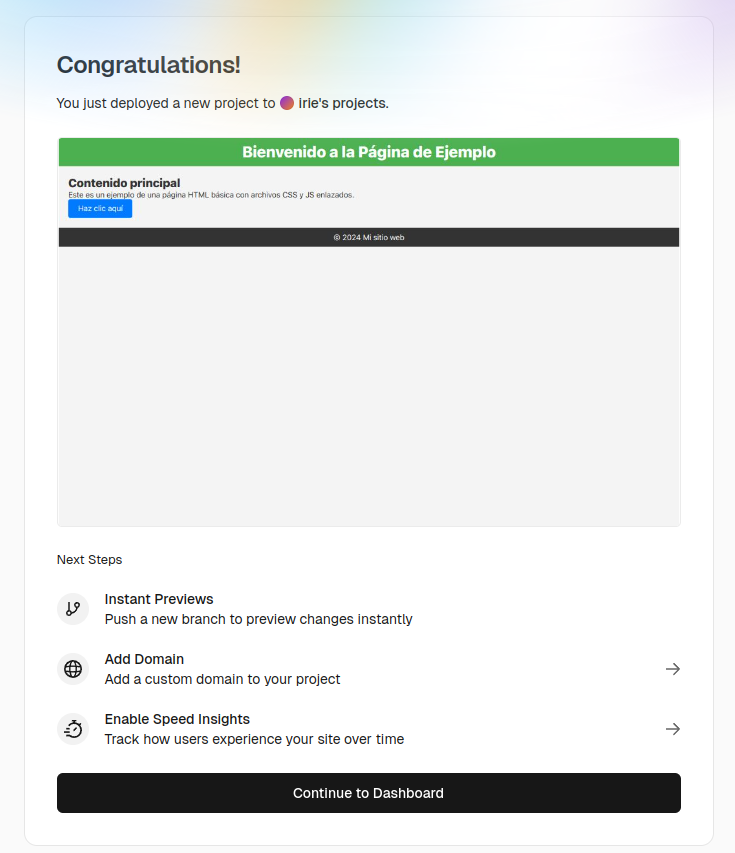 Congratulations!
You just deployed a new project to irie's projects.
Bienvenido a la Página de Ejemplo
Contenido principal
Este es un ejemplo de una página HTML básica con archivos CSS y JS enlazados.
Haz clic aquí
© 2024 Mi sitio web
Next Steps
Instant Previews
Push a new branch to preview changes instantly
Add Domain
Add a custom domain to your project
Enable Speed Insights
Track how users experience your site over time
Continue to Dashboard